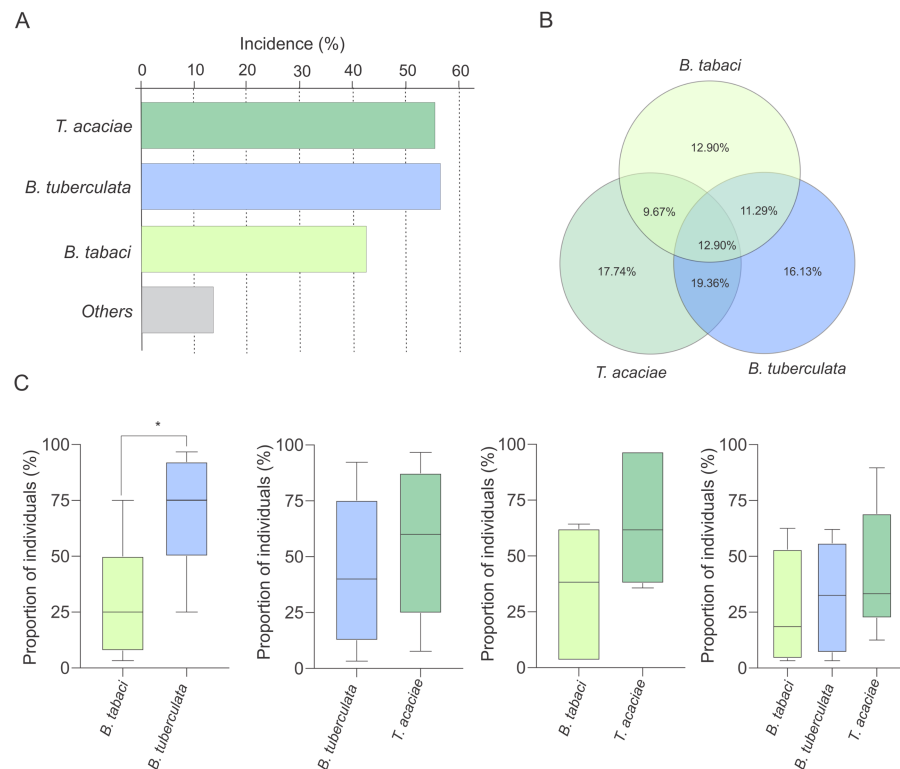 A
Incidence (%)
0 10 20 30 40 50 60
T. acaciae
B. tuberculata
B. tabaci
Others
B
B. tabaci
12.90%
9.67%
11.29%
12.90%
17.74%
19.36%
16.13%
T. acaciae
B. tuberculata
C
Proportion of individuals (%)
100
75
50
25
0
*
B. tabaci
B. tuberculata
Proportion of individuals (%)
100
75
50
25
0
B. tuberculata
T. acaciae
Proportion of individuals (%)
100
75
50
25
0
B. tabaci
T. acaciae
Proportion of individuals (%)
100
75
50
25
0
B. tabaci
B. tuberculata
T. acaciae